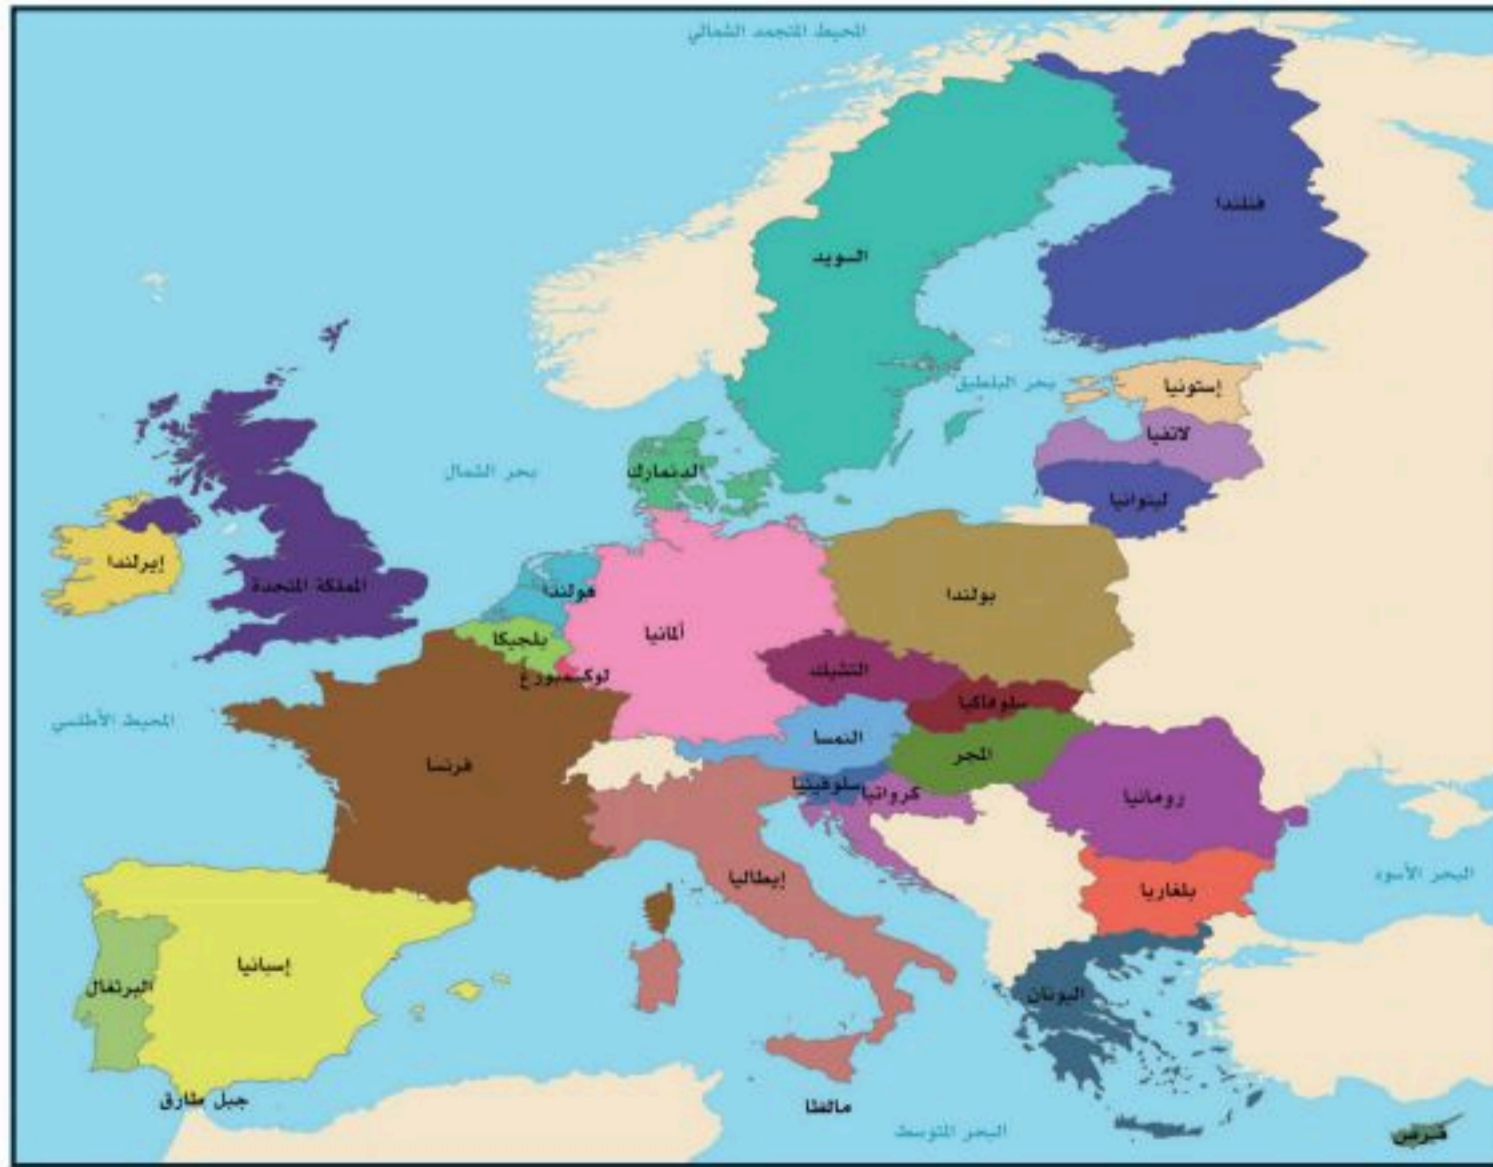 المحيط المتجمد الشمالي
فنلندا
السويد
بحر البلطيق
إستونيا
لاتفيا
ليتوانيا
بحر الشمال
الدنمارك
إيرلندا
المملكة المتحدة
هولندا
بلجيكا
لوكسمبورغ
ألمانيا
بولندا
التشيك
سلوفاكيا
المحيط الأطلسي
فرنسا
النمسا
المجر
سلوفينيا
كرواتيا
رومانيا
إيطاليا
بلغاريا
البحر الأسود
إسبانيا
البرتغال
اليونان
جبل طارق
مالطا
البحر المتوسط
قبرص